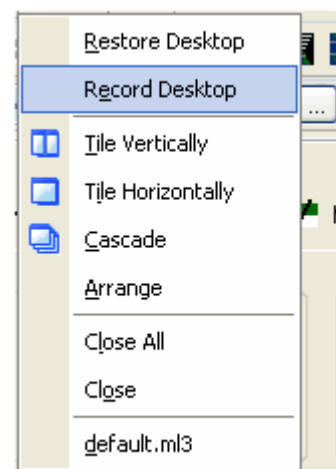 Restore Desktop
Record Desktop
...
Tile Vertically
Tile Horizontally
Cascade
Arrange
Close All
Close
default.ml3